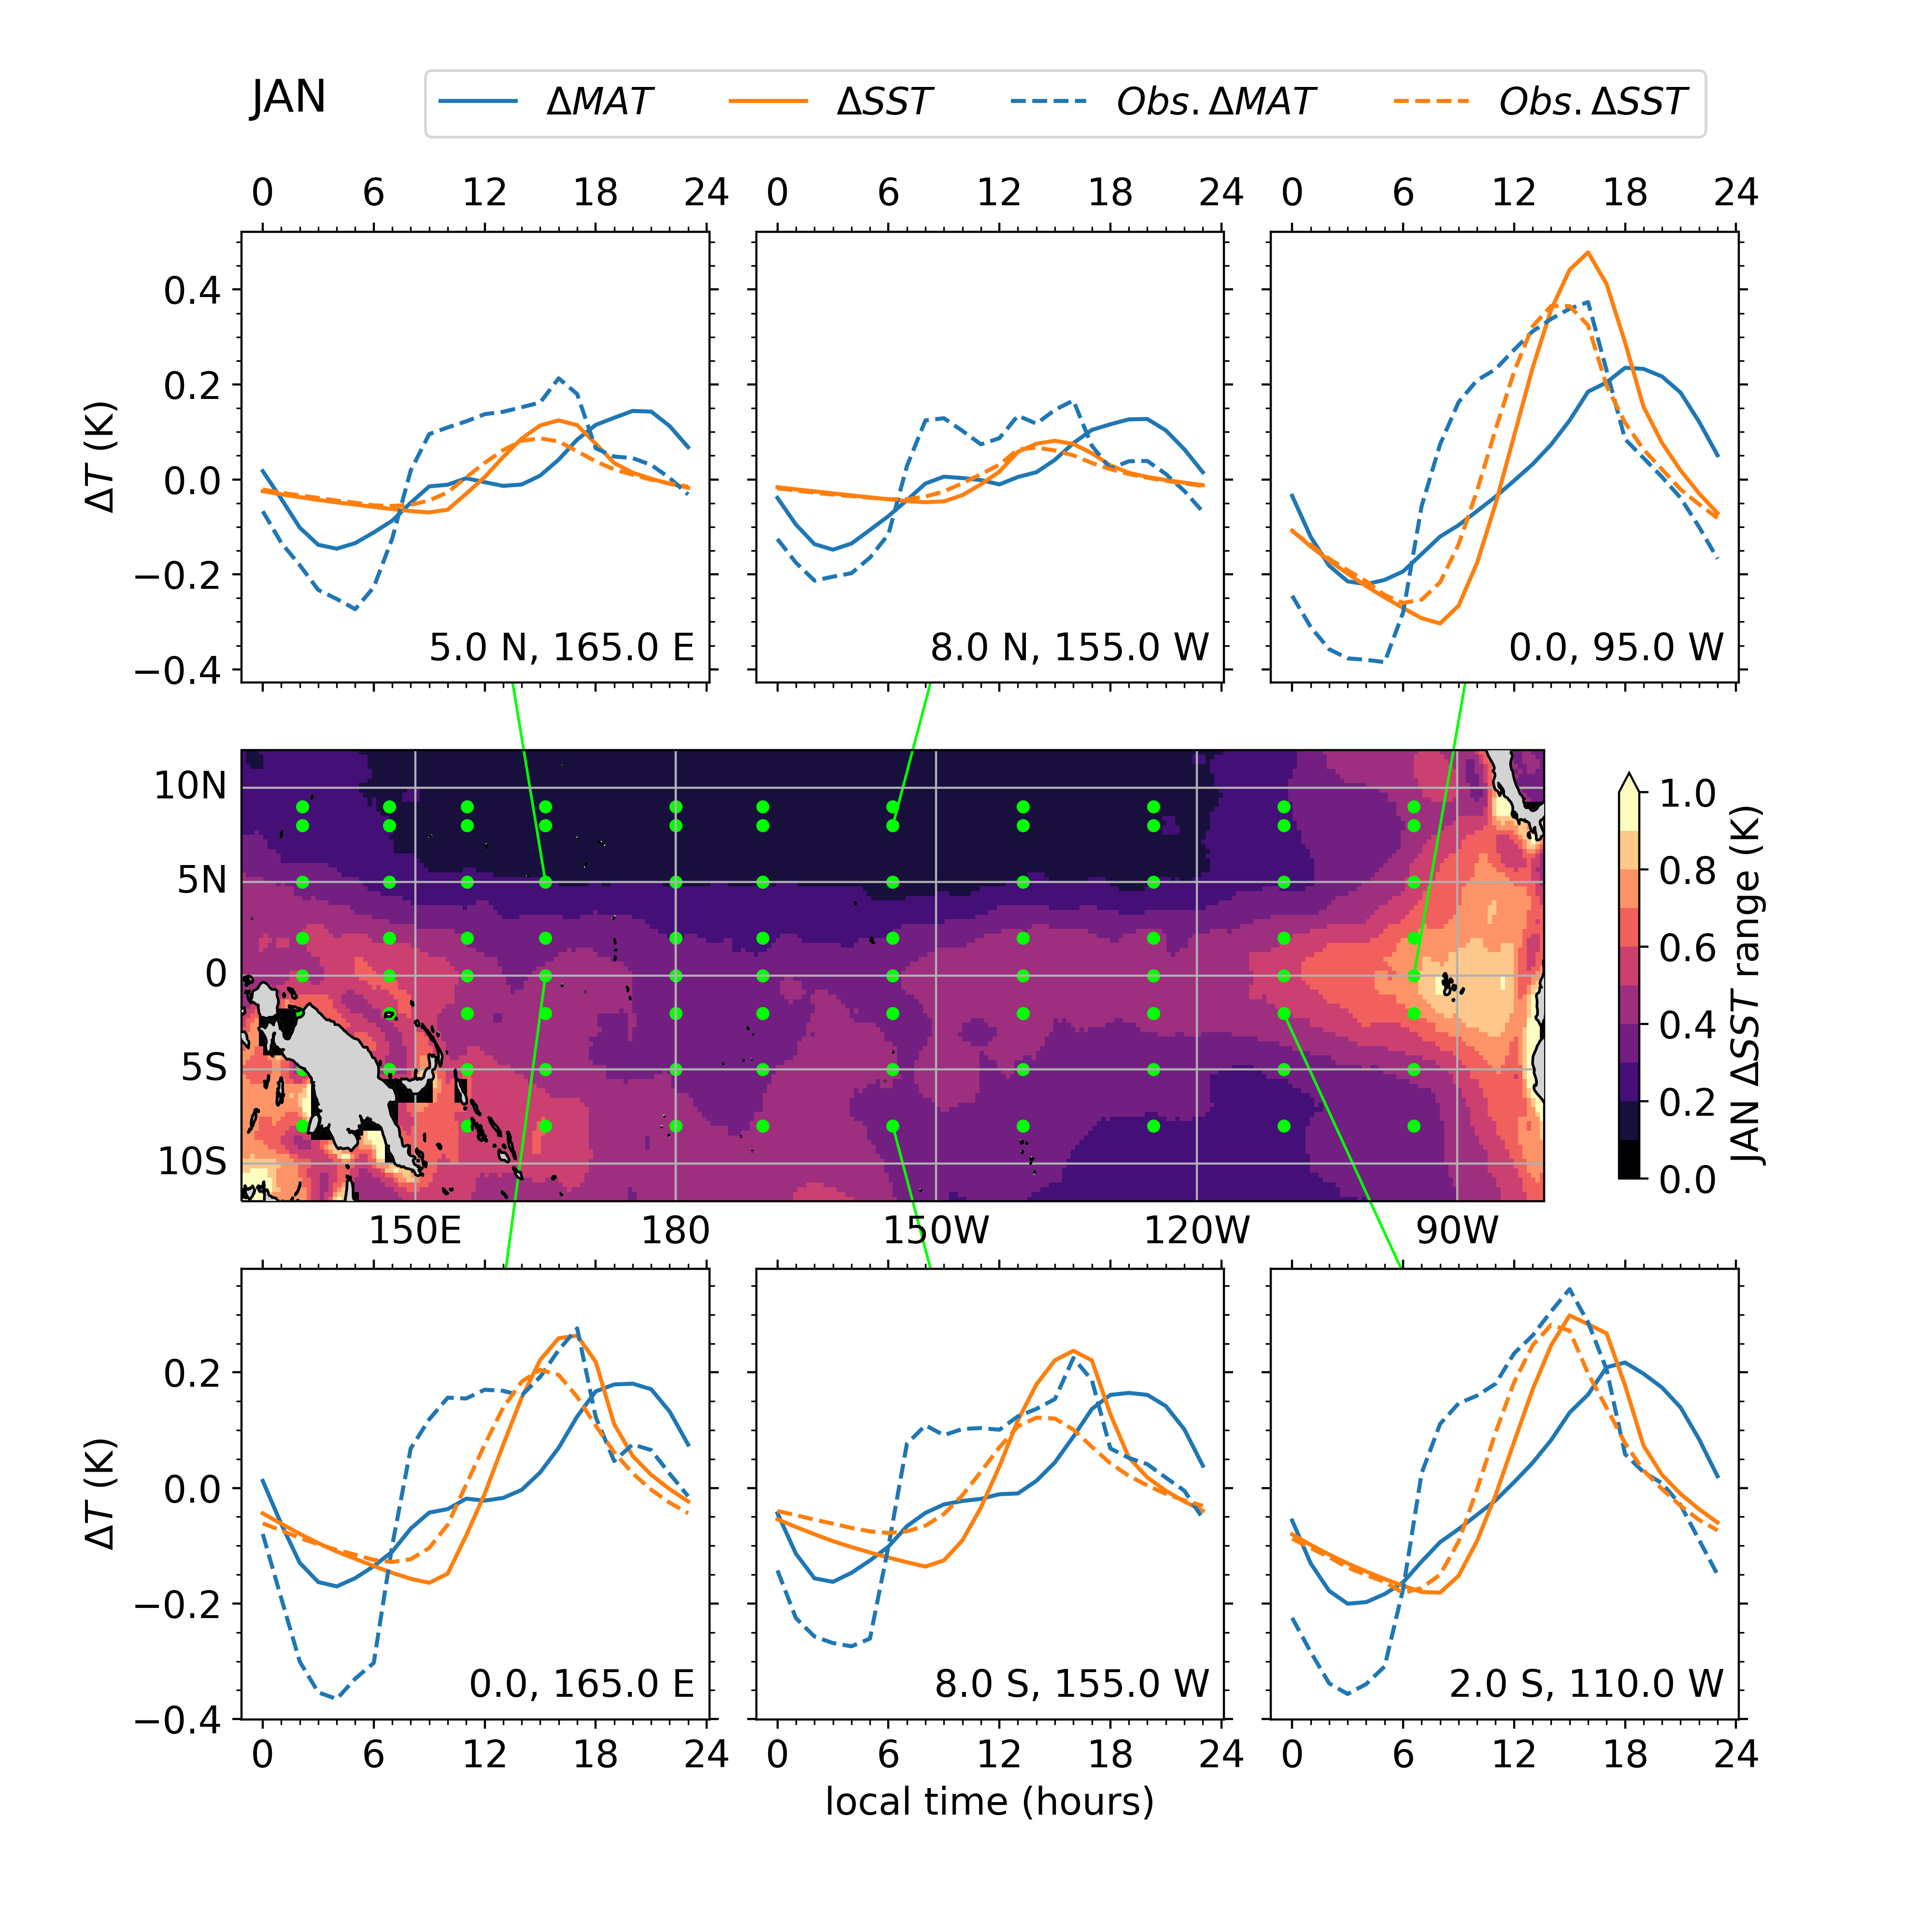 JAN
ΔMAT ΔSST Obs. ΔMAT Obs. ΔSST
0 6 12 18 24 0 6 12 18 24 0 6 12 18 24
ΔT (K)
0.4
0.2
0.0
−0.2
−0.4
5.0 N, 165.0 E
8.0 N, 155.0 W
0.0, 95.0 W
10N
5N
0
5S
10S
150E 180 150W 120W 90W
1.0
0.8
0.6
0.4
0.2
0.0
JAN ΔSST range (K)
ΔT (K)
0.2
0.0
−0.2
−0.4
0.0, 165.0 E
8.0 S, 155.0 W
2.0 S, 110.0 W
0 6 12 18 24 0 6 12 18 24 0 6 12 18 24
local time (hours)